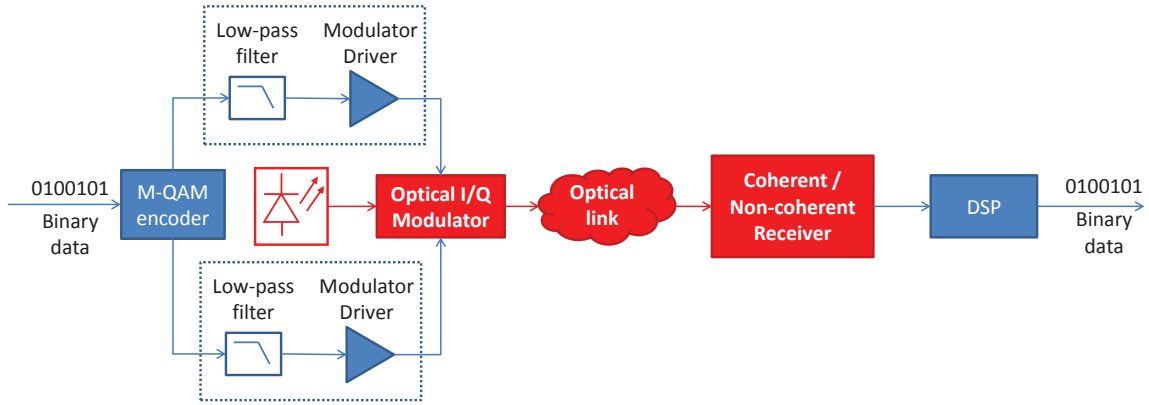 Low-pass
filter
Modulator
Driver
0100101
Binary
data
M-QAM
encoder
Optical I/Q
Modulator
Optical
link
Coherent /
Non-coherent
Receiver
DSP
0100101
Binary
data
Low-pass
filter
Modulator
Driver